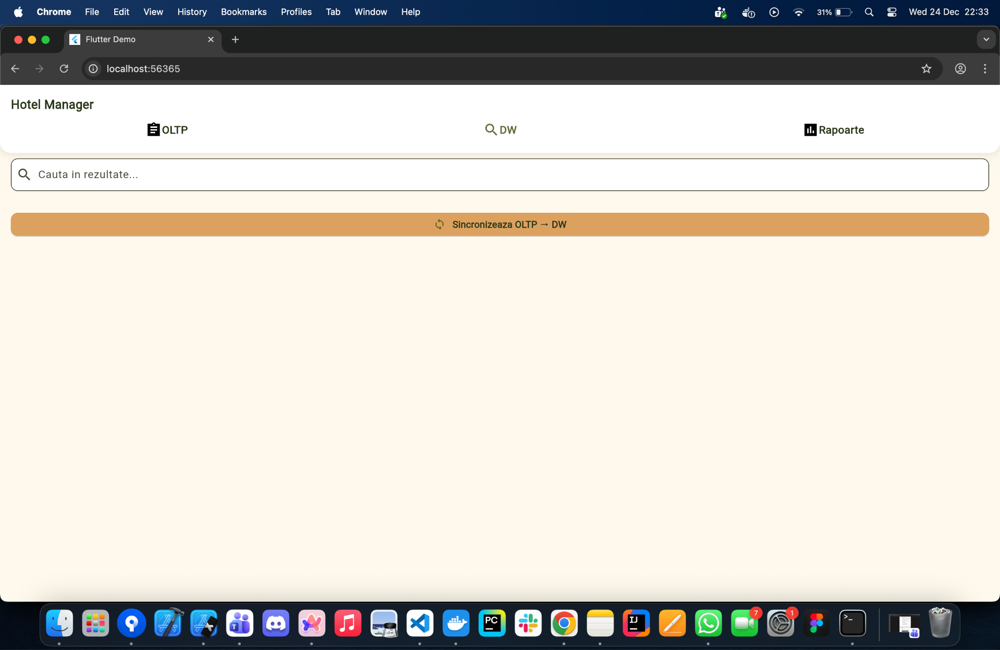 Chrome File Edit View History Bookmarks Profiles Tab Window Help 31% Wed 24 Dec 22:33
Flutter Demo
localhost:56365
Hotel Manager
OLTP DW Rapoarte
Cauta in rezultate...
Sincronizeaza OLTP → DW
T PC IJ 7 1 >_